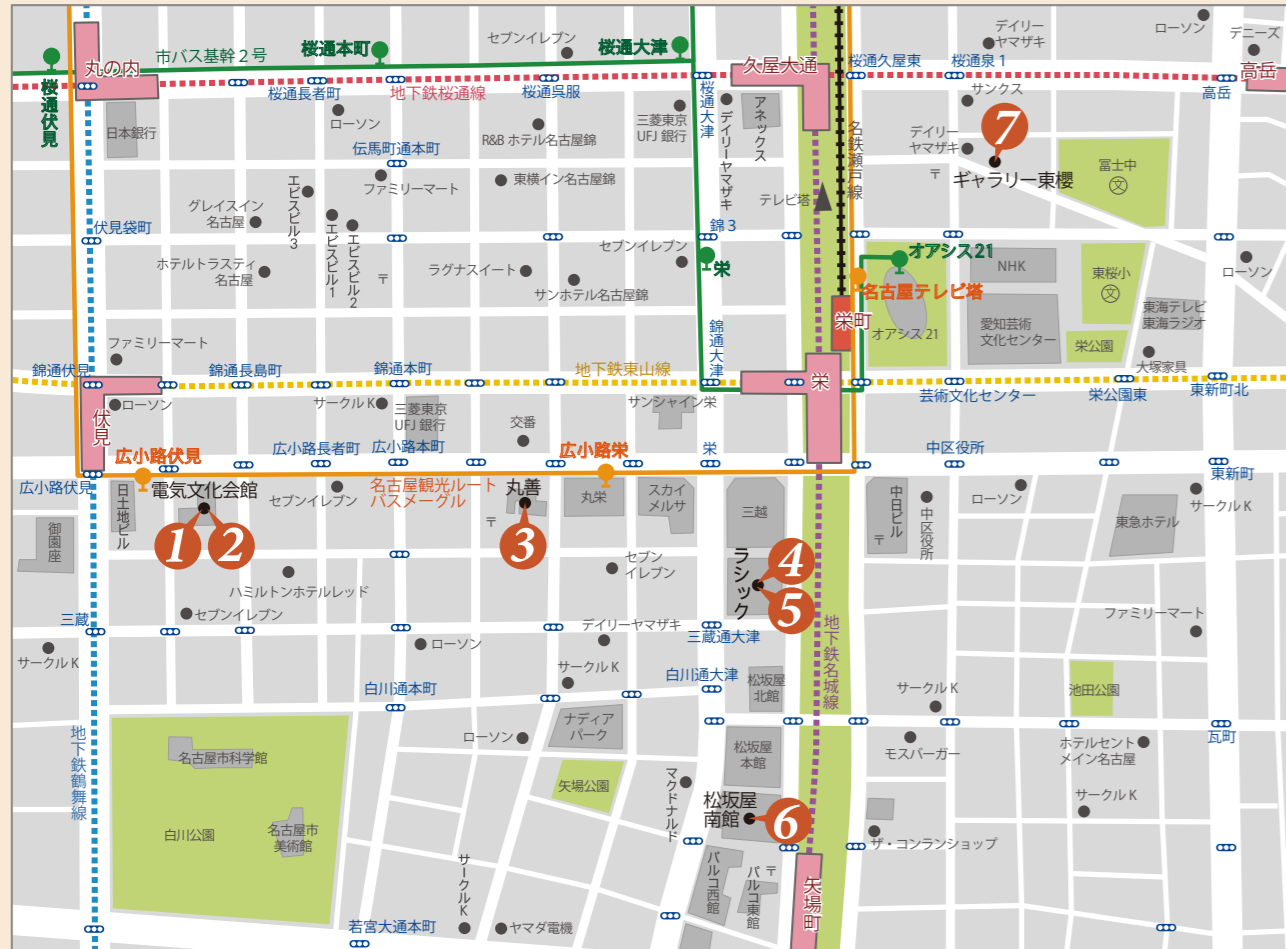 市バス基幹２号
桜通本町
セブンイレブン
桜通大津
デイリー
ヤマザキ
ローソン
デニーズ
丸の内
久屋大通
桜通久屋東
桜通泉１
高岳
桜通伏見
桜通長者町
地下鉄桜通線
桜通呉服
桜通大津
サンクス
高岳
日本銀行
ローソン
R&B ホテル名古屋錦
三菱東京
UFJ 銀行
デイリーヤマザキ
アネックス
名鉄瀬戸線
デイリー
ヤマザキ
7
伝馬町通本町
ファミリーマート
東横イン名古屋錦
〒
ギャラリー東櫻
冨士中
文
エビスビル３
グレイスイン
名古屋
エビスビル１
エビスビル２
テレビ塔
伏見袋町
錦３
セブンイレブン
オアシス21
NHK
東桜小
文
ローソン
ホテルトラスティ
名古屋
〒
ラグナスイート
サンホテル名古屋錦
栄
名古屋テレビ塔
栄町
オアシス 21
愛知芸術
文化センター
東海テレビ
東海ラジオ
栄公園
大塚家具
ファミリーマート
錦通大津
錦通伏見
錦通長島町
錦通本町
地下鉄東山線
栄
芸術文化センター
栄公園東
東新町北
ローソン
伏見
サークル K
三菱東京
UFJ 銀行
交番
サンシャイン栄
広小路伏見
広小路長者町
広小路本町
広小路栄
栄
中区役所
東新町
広小路伏見
日土地ビル
電気文化会館
セブンイレブン
名古屋観光ルート
バスメーグル
丸善
〒
丸栄
スカイ
メルサ
三越
中日ビル
〒
中区役所
ローソン
東急ホテル
サークル K
御園座
1
2
3
4
5
ラシック
セブン
イレブン
ハミルトンホテルレッド
セブンイレブン
三蔵
デイリーヤマザキ
三蔵通大津
地下鉄名城線
ファミリーマート
サークル K
ローソン
サークル K
白川通大津
松坂屋
北館
サークル K
池田公園
白川通本町
ナディア
パーク
ローソン
瓦町
地下鉄鶴舞線
名古屋市科学館
松坂屋
本館
モスバーガー
ホテルセント
メイン名古屋
矢場公園
マクドナルド
松坂屋
南館
6
サークル K
白川公園
名古屋市
美術館
ザ・コンランショップ
サークルK
パルコ西館
パルコ東館
〒
矢場町
若宮大通本町
ヤマダ電機